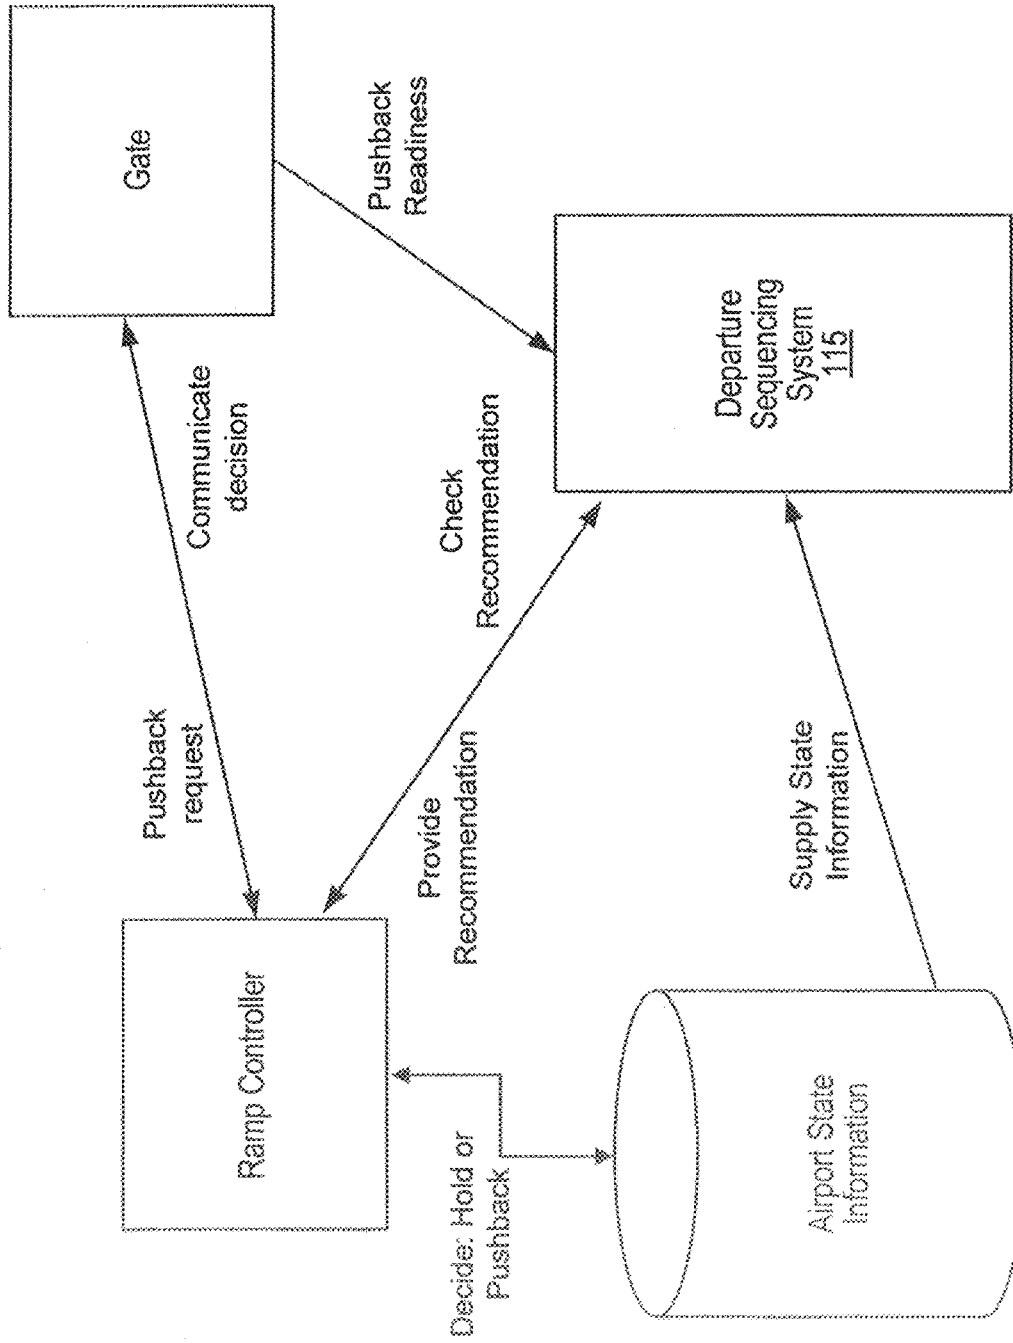 Ramp Controller
Pushback
request
Communicate
decision
Gate
Decide: Hold or
Pushback
Provide
Recommendation
Check
Recommendation
Pushback
Readiness
Airport State
Information
Supply State
Information
Departure
Sequencing
System
115